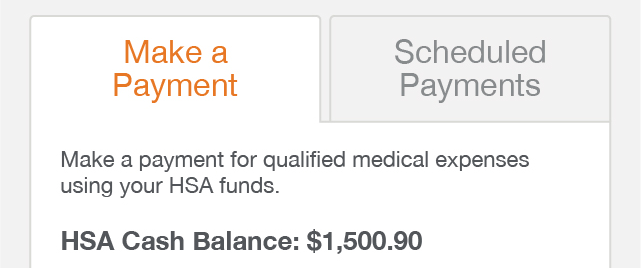 Make a
Payment
Scheduled
Payments
Make a payment for qualified medical expenses
using your HSA funds.
HSA Cash Balance: $1,500.90